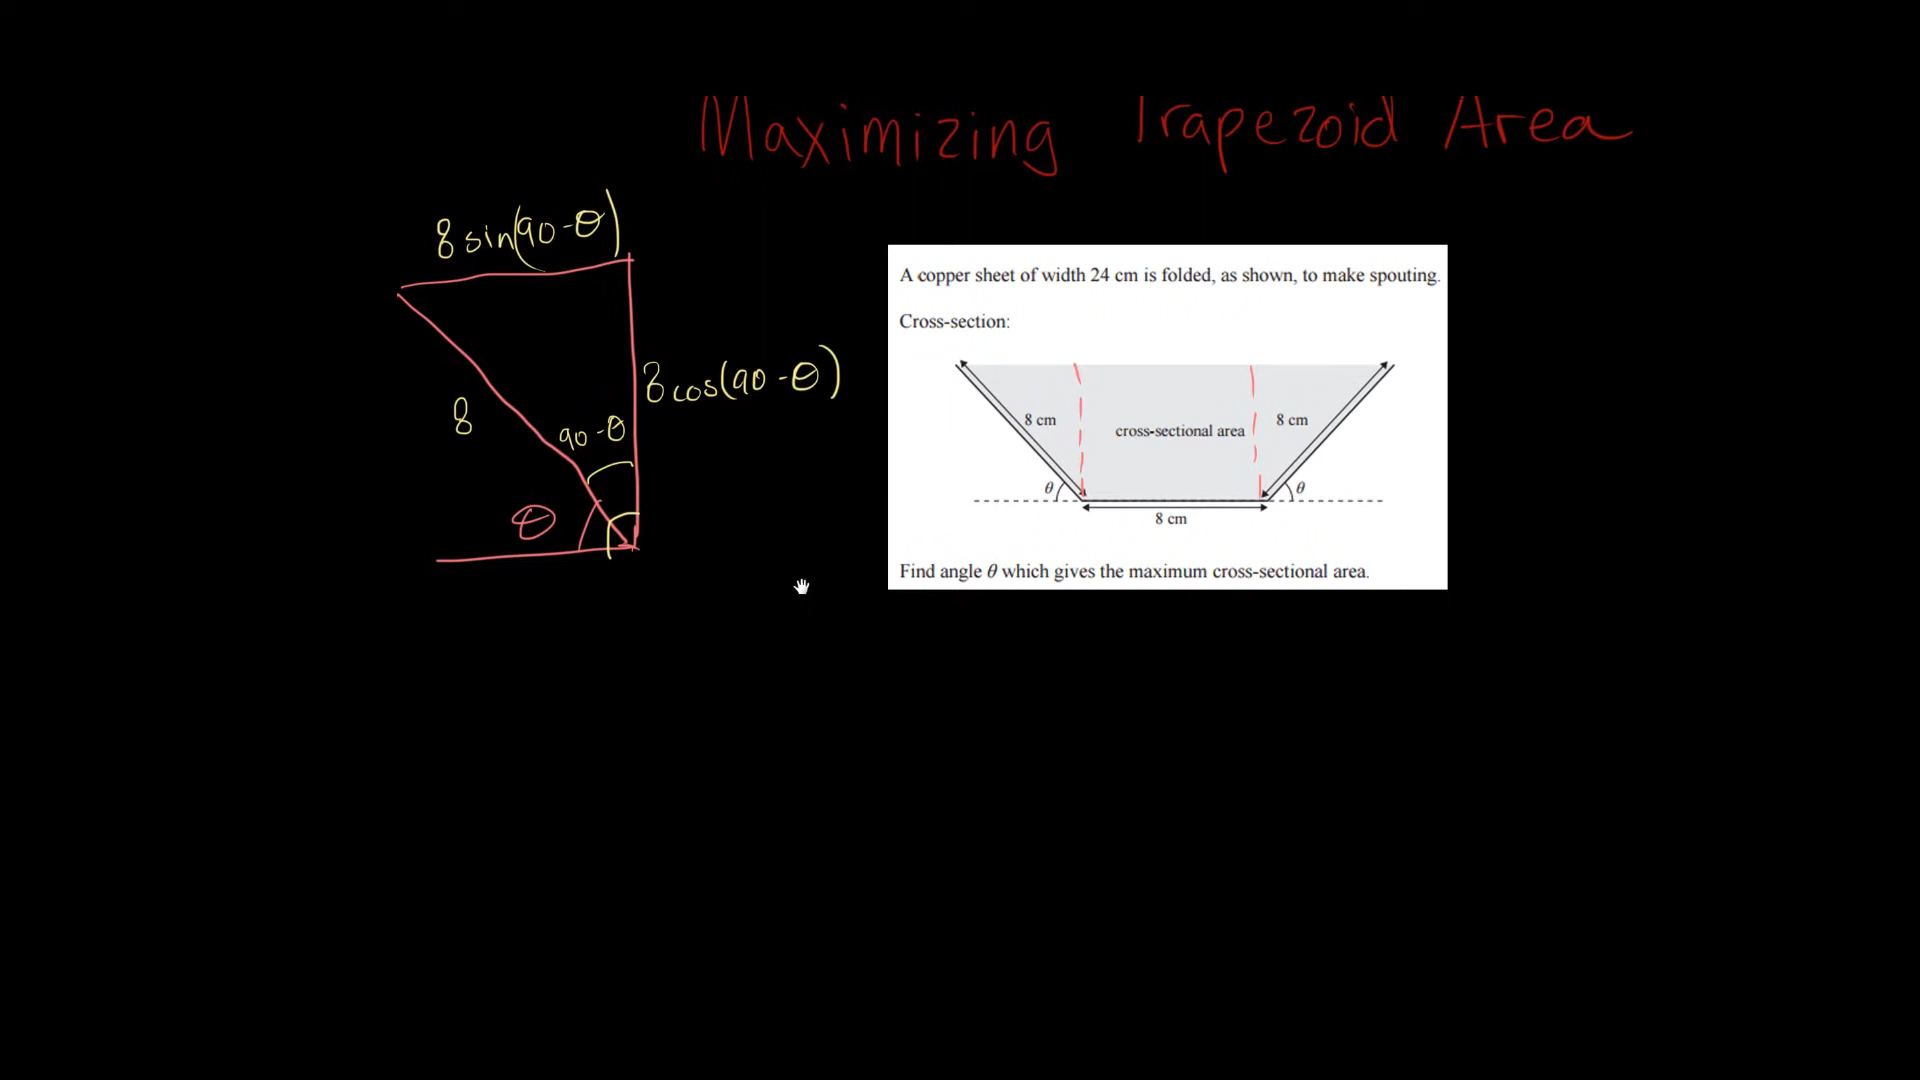 Maximizing Trapezoid Area
8 sin(90-θ)
8 cos(90-θ)
8
90-θ
θ
A copper sheet of width 24 cm is folded, as shown, to make spouting.
Cross-section:
8 cm
cross-sectional area
8 cm
θ
θ
8 cm
Find angle θ which gives the maximum cross-sectional area.